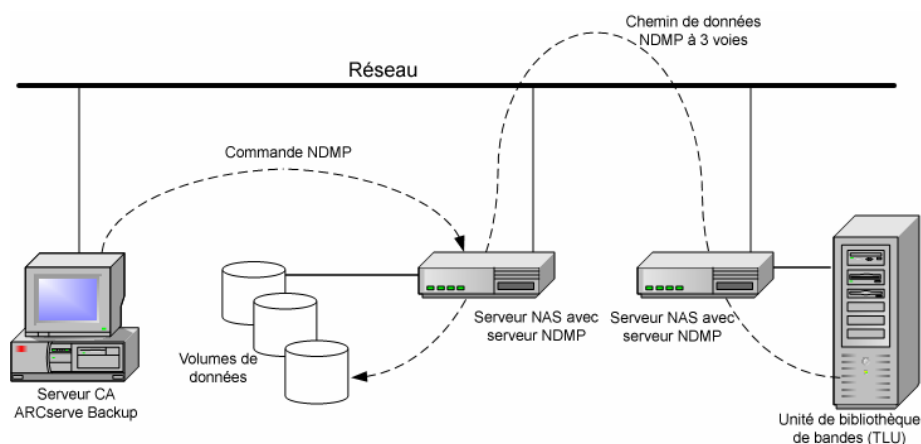 Chemin de données
NDMP à 3 voies
Réseau
Commande NDMP
Serveur NAS avec
serveur NDMP
Serveur NAS avec
serveur NDMP
Volumes de
données
Serveur CA
ARCserve Backup
Unité de bibliothèque
de bandes (TLU)